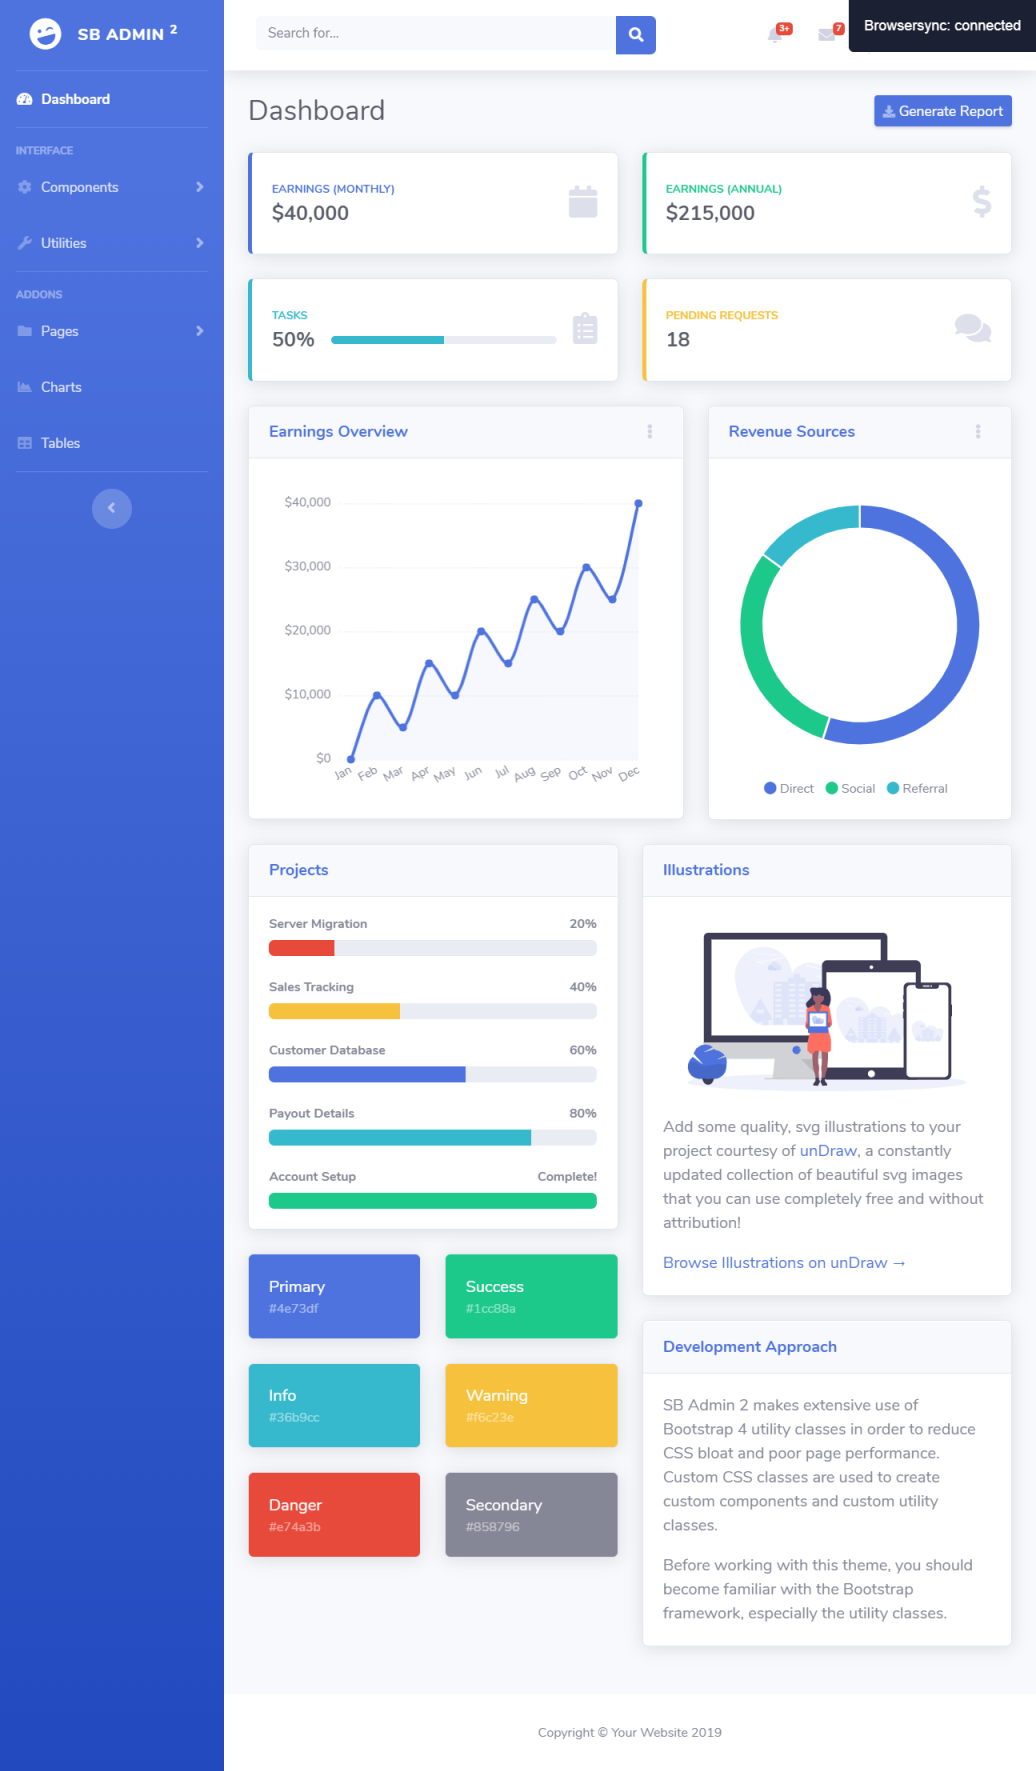 SB ADMIN 2
Search for...
3+
7
Browsersync: connected
Dashboard
INTERFACE
Components
Utilities
ADDONS
Pages
Charts
Tables
Dashboard
Generate Report
EARNINGS (MONTHLY)
$40,000
EARNINGS (ANNUAL)
$215,000
TASKS
50%
PENDING REQUESTS
18
Earnings Overview
$40,000
$30,000
$20,000
$10,000
$0
Jan Feb Mar Apr May Jun Jul Aug Sep Oct Nov Dec
Revenue Sources
Direct Social Referral
Projects
Server Migration 20%
Sales Tracking 40%
Customer Database 60%
Payout Details 80%
Account Setup Complete!
Primary
#4e73df
Success
#1cc88a
Info
#36b9cc
Warning
#f6c23e
Danger
#e74a3b
Secondary
#858796
Illustrations
Add some quality, svg illustrations to your
project courtesy of unDraw, a constantly
updated collection of beautiful svg images
that you can use completely free and without
attribution!
Browse Illustrations on unDraw →
Development Approach
SB Admin 2 makes extensive use of
Bootstrap 4 utility classes in order to reduce
CSS bloat and poor page performance.
Custom CSS classes are used to create
custom components and custom utility
classes.
Before working with this theme, you should
become familiar with the Bootstrap
framework, especially the utility classes.
Copyright © Your Website 2019